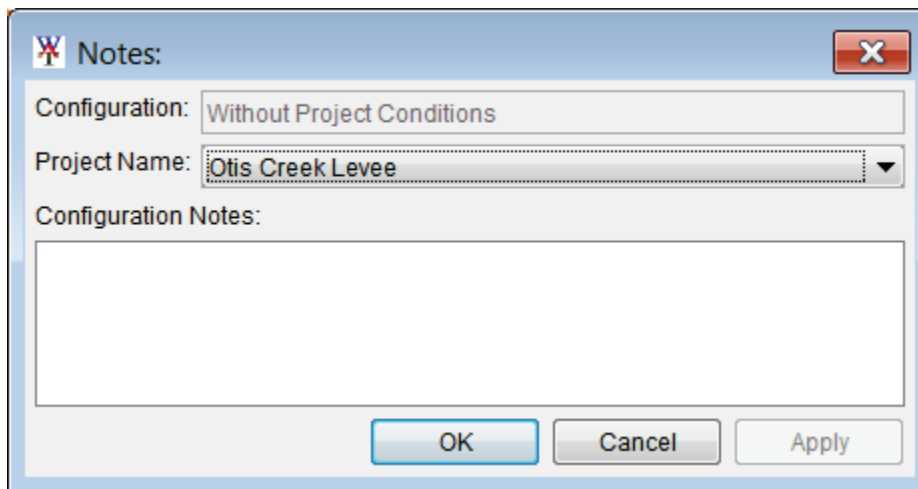 Notes:
Configuration: Without Project Conditions
Project Name: Otis Creek Levee
Configuration Notes:
OK Cancel Apply